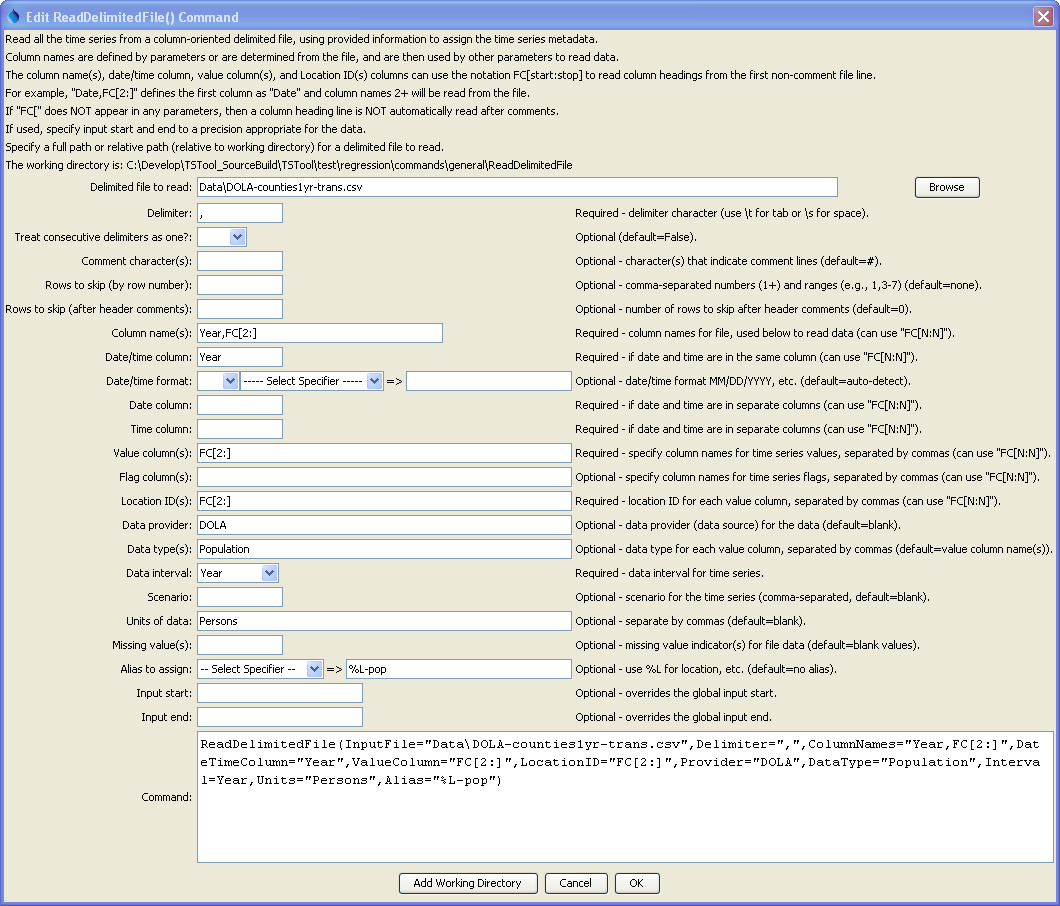 Edit ReadDelimitedFile() Command
Read all the time series from a column-oriented delimited file, using provided information to assign the time series metadata.
Column names are defined by parameters or are determined from the file, and are then used by other parameters to read data.
The column name(s), date/time column, value column(s), and Location ID(s) columns can use the notation FC[start:stop] to read column headings from the first non-comment file line.
For example, "Date,FC[2:]" defines the first column as "Date" and column names 2+ will be read from the file.
If "FC[" does NOT appear in any parameters, then a column heading line is NOT automatically read after comments.
If used, specify input start and end to a precision appropriate for the data.
Specify a full path or relative path (relative to working directory) for a delimited file to read.
The working directory is: C:\Develop\TSTool_SourceBuild\TSTool\test\regression\commands\general\ReadDelimitedFile
Delimited file to read: Data\DOLA-counties1yr-trans.csv Browse
Delimiter: , Required - delimiter character (use \t for tab or \s for space).
Treat consecutive delimiters as one?: Optional (default=False).
Comment character(s): Optional - character(s) that indicate comment lines (default=#).
Rows to skip (by row number): Optional - comma-separated numbers (1+) and ranges (e.g., 1,3-7) (default=none).
Rows to skip (after header comments): Optional - number of rows to skip after header comments (default=0).
Column name(s): Year,FC[2:] Required - column names for file, used below to read data (can use "FC[N:N]").
Date/time column: Year Required - if date and time are in the same column (can use "FC[N:N]").
Date/time format: ----- Select Specifier ----- => Optional - date/time format MM/DD/YYYY, etc. (default=auto-detect).
Date column: Required - if date and time are in separate columns (can use "FC[N:N]").
Time column: Required - if date and time are in separate columns (can use "FC[N:N]").
Value column(s): FC[2:] Required - specify column names for time series values, separated by commas (can use "FC[N:N]").
Flag column(s): Optional - specify column names for time series flags, separated by commas (can use "FC[N:N]").
Location ID(s): FC[2:] Required - location ID for each value column, separated by commas (can use "FC[N:N]").
Data provider: DOLA Optional - data provider (data source) for the data (default=blank).
Data type(s): Population Optional - data type for each value column, separated by commas (default=value column name(s)).
Data interval: Year Required - data interval for time series.
Scenario: Optional - scenario for the time series (comma-separated, default=blank).
Units of data: Persons Optional - separate by commas (default=blank).
Missing value(s): Optional - missing value indicator(s) for file data (default=blank values).
Alias to assign: -- Select Specifier -- => %L-pop Optional - use %L for location, etc. (default=no alias).
Input start: Optional - overrides the global input start.
Input end: Optional - overrides the global input end.
ReadDelimitedFile(InputFile="Data\DOLA-counties1yr-trans.csv",Delimiter=",",ColumnNames="Year,FC[2:]",Dat
eTimeColumn="Year",ValueColumn="FC[2:]",LocationID="FC[2:]",Provider="DOLA",DataType="Population",Interva
l=Year,Units="Persons",Alias="%L-pop")
Command:
Add Working Directory Cancel OK